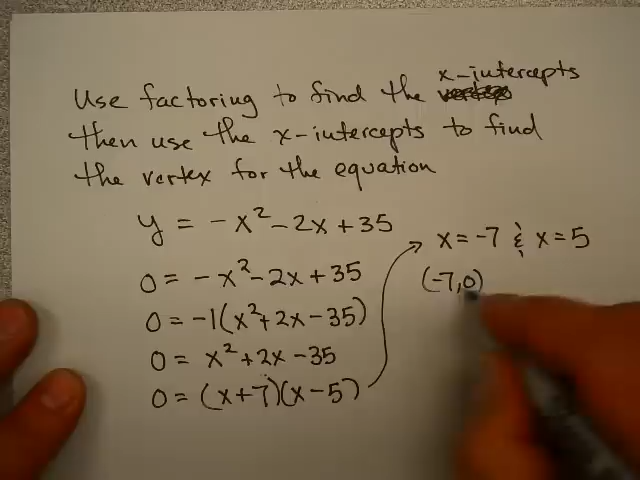 Use factoring to find the x-intercepts
then use the x-intercepts to find
the vertex for the equation
y = -x² - 2x + 35
0 = -x² - 2x + 35
0 = -1(x² + 2x - 35)
0 = x² + 2x - 35
0 = (x + 7)(x - 5)
x = -7 & x = 5
(-7, 0)